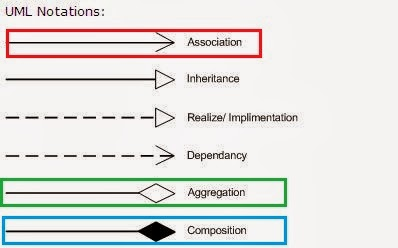 UML Notations:
Association
Inheritance
Realize/ Implimentation
Dependancy
Aggregation
Composition